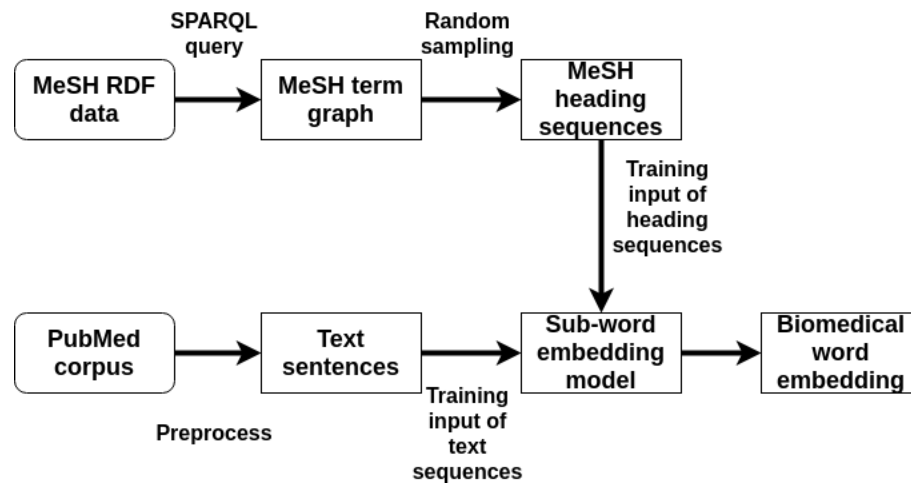 SPARQL
query
Random
sampling
MeSH RDF
data
MeSH term
graph
MeSH
heading
sequences
Training
input of
heading
sequences
PubMed
corpus
Text
sentences
Sub-word
embedding
model
Biomedical
word
embedding
Preprocess
Training
input of
text
sequences